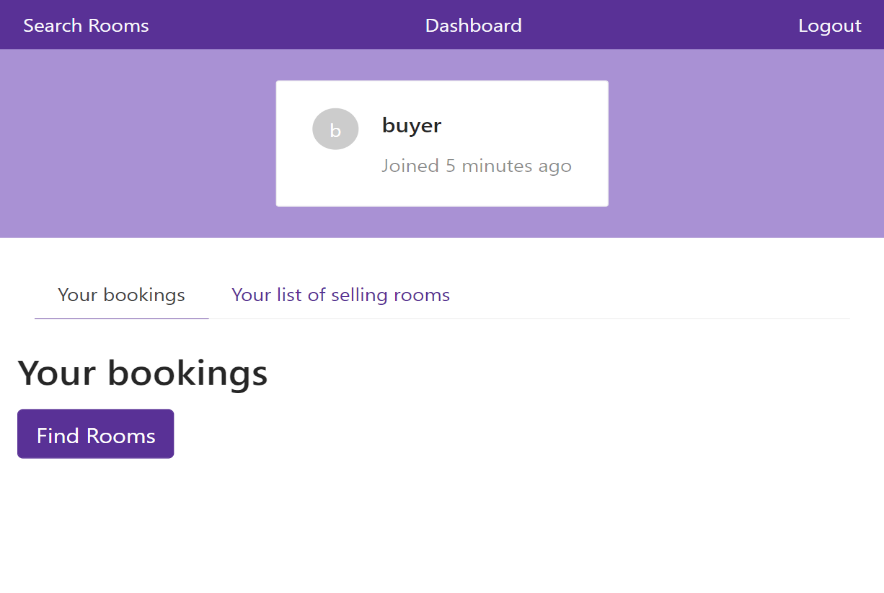 Search Rooms Dashboard Logout
b
buyer
Joined 5 minutes ago
Your bookings Your list of selling rooms
Your bookings
Find Rooms